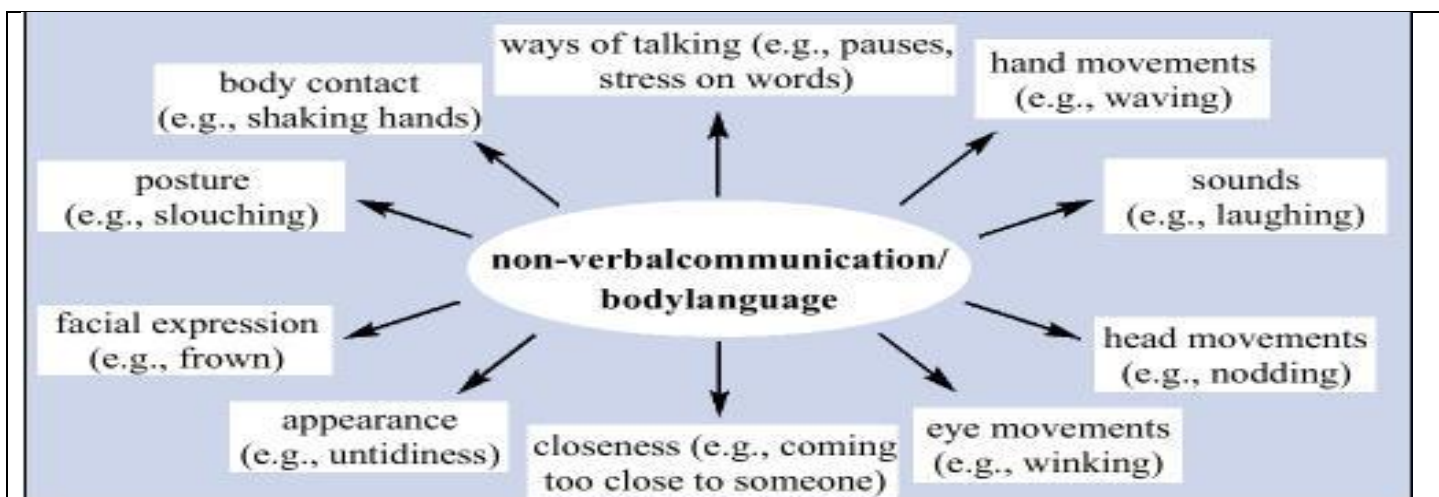 ways of talking (e.g., pauses,
stress on words)
hand movements
(e.g., waving)
body contact
(e.g., shaking hands)
posture
(e.g., slouching)
sounds
(e.g., laughing)
non-verbalcommunication/
bodylanguage
facial expression
(e.g., frown)
head movements
(e.g., nodding)
appearance
(e.g., untidiness)
closeness (e.g., coming
too close to someone)
eye movements
(e.g., winking)